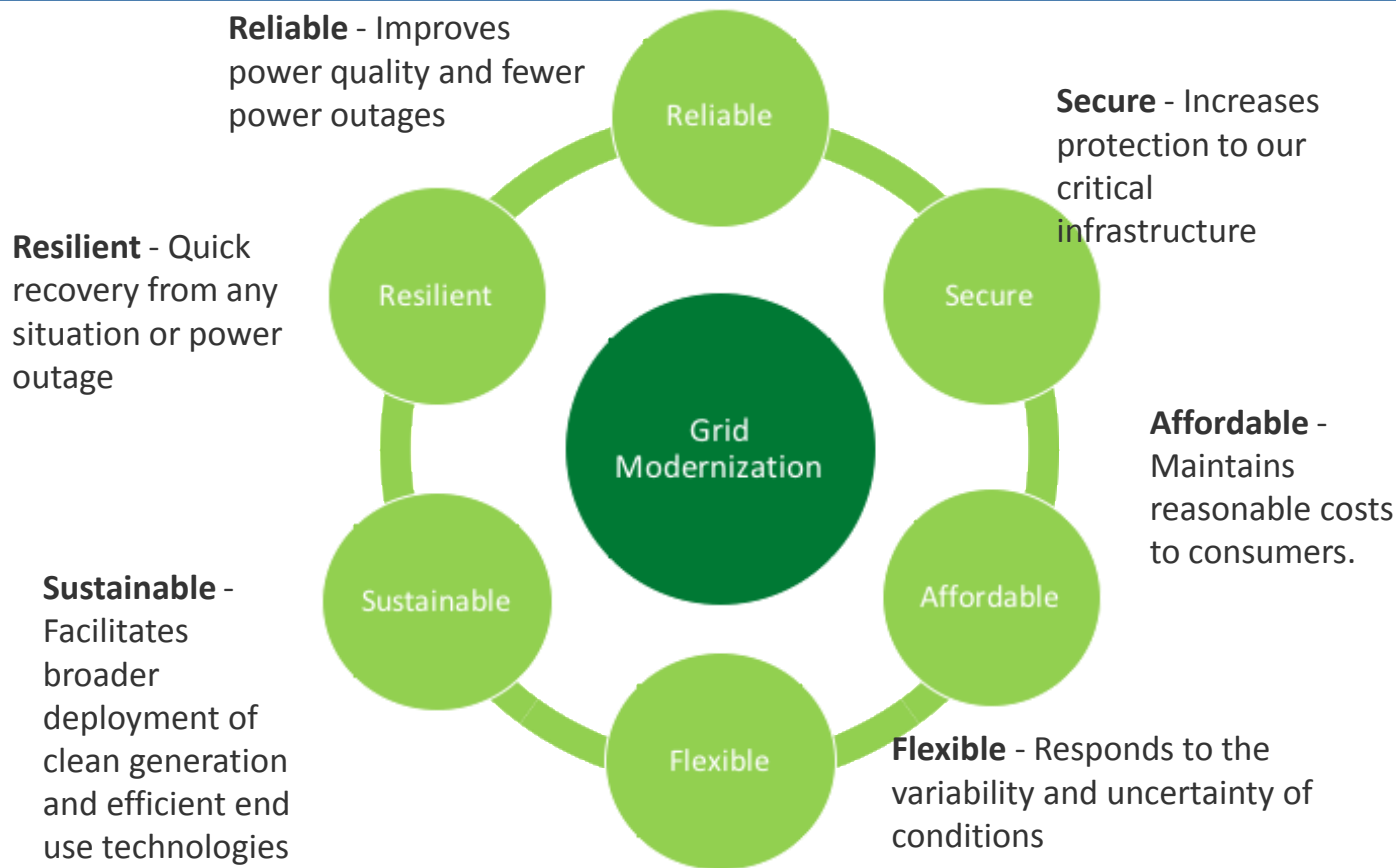 Reliable - Improves
power quality and fewer
power outages
Reliable
Secure - Increases
protection to our
critical
infrastructure
Resilient - Quick
recovery from any
situation or power
outage
Resilient
Secure
Grid
Modernization
Affordable -
Maintains
reasonable costs
to consumers.
Sustainable -
Facilitates
broader
deployment of
clean generation
and efficient end
use technologies
Sustainable
Affordable
Flexible
Flexible - Responds to the
variability and uncertainty of
conditions